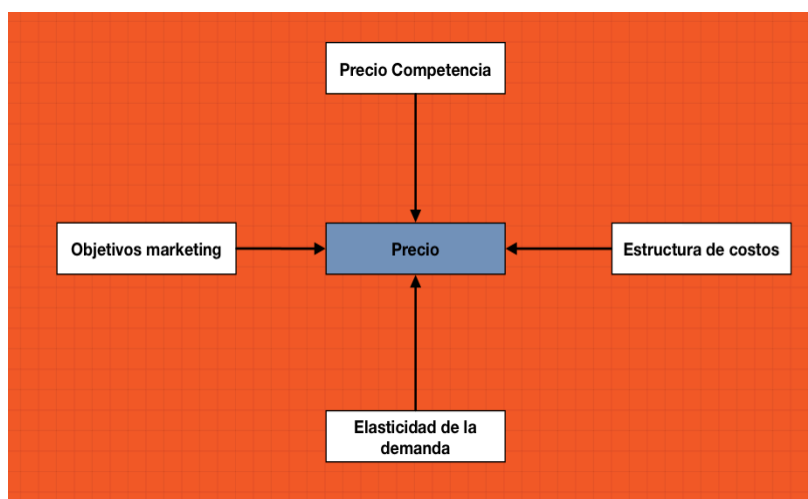 Precio Competencia
Objetivos marketing
Precio
Estructura de costos
Elasticidad de la
demanda